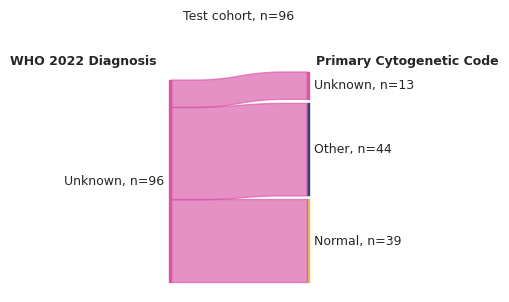 Test cohort, n=96
WHO 2022 Diagnosis
Primary Cytogenetic Code
Unknown, n=13
Other, n=44
Unknown, n=96
Normal, n=39